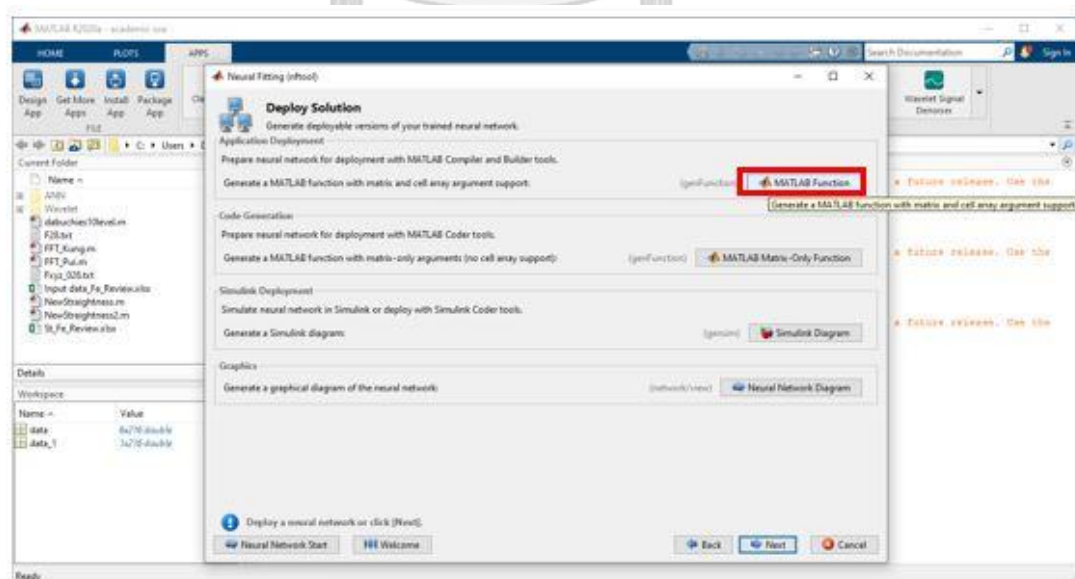 MATLAB R2020a - academic use
HOME PLOTS APPS
Search Documentation
Sign In
Design App
Get More Apps
Install App
Package App
Wavelet Signal Denoiser
FILE
C: Users
Current Folder
Name
ANN
Wavelet
dabuchies10level.m
F28.txt
FFT_Kung.m
FFT_Pui.m
Fxyz_026.txt
Input data_Fe_Review.xlsx
NewStraightness.m
NewStraightness2.m
St_Fe_Review.xlsx
Details
Workspace
Name Value
data 6x216 double
data_1
Ready
Neural Fitting (nftool)
Deploy Solution
Generate deployable versions of your trained neural network.
Application Deployment
Prepare neural network for deployment with MATLAB Compiler and Builder tools.
Generate a MATLAB function with matrix and cell array argument support: (genFunction) MATLAB Function
Generate a MATLAB function with matrix and cell array argument support
Code Generation
Prepare neural network for deployment with MATLAB Coder tools.
Generate a MATLAB function with matrix-only arguments (no cell array support): (genFunction) MATLAB Matrix-Only Function
Simulink Deployment
Simulate neural network in Simulink or deploy with Simulink Coder tools.
Generate a Simulink diagram: (gensim) Simulink Diagram
Graphics
Generate a graphical diagram of the neural network: (network/view) Neural Network Diagram
Deploy a neural network or click [Next].
Neural Network Start
Welcome
Back
Next
Cancel
a future release. Use the
a future release. Use the
a future release. Use the